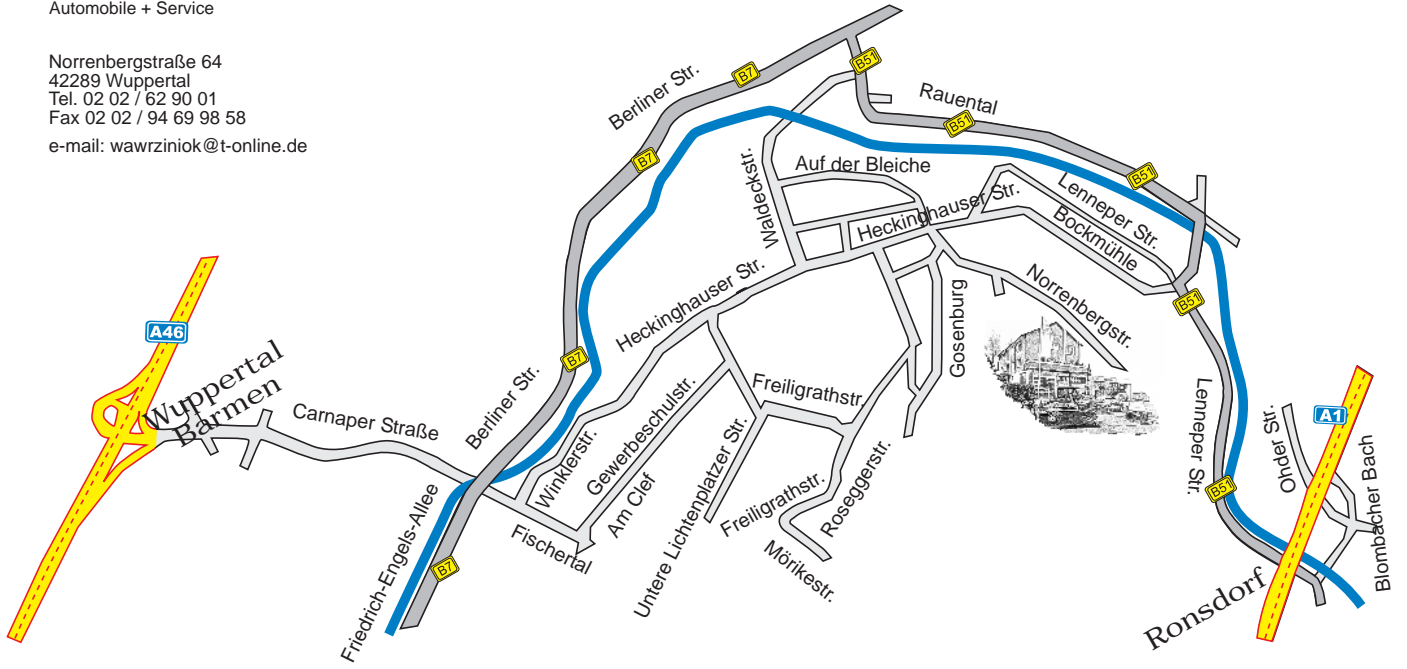 Automobile + Service
Norrenbergstraße 64
42289 Wuppertal
Tel. 02 02 / 62 90 01
Fax 02 02 / 94 69 98 58
e-mail: wawrziniok@t-online.de
B7
B51
Berliner Str.
Rauental
B51
B7
Waldeckstr.
Auf der Bleiche
B51
Heckinghauser Str.
Lenneper Str.
Bockmühle
Heckinghauser Str.
Gosenburg
Norrenbergstr.
B51
A46
B7
Wuppertal
Barmen
Carnaper Straße
Berliner Str.
Winklerstr.
Gewerbeschulstr.
Am Clef
Freiligrathstr.
Untere Lichtenplatzer Str.
Freiligrathstr.
Roseggerstr.
Mörikestr.
Fischertal
Friedrich-Engels-Allee
B7
Lenneper Str.
B51
A1
Öhder Str.
Blombacher Bach
Ronsdorf